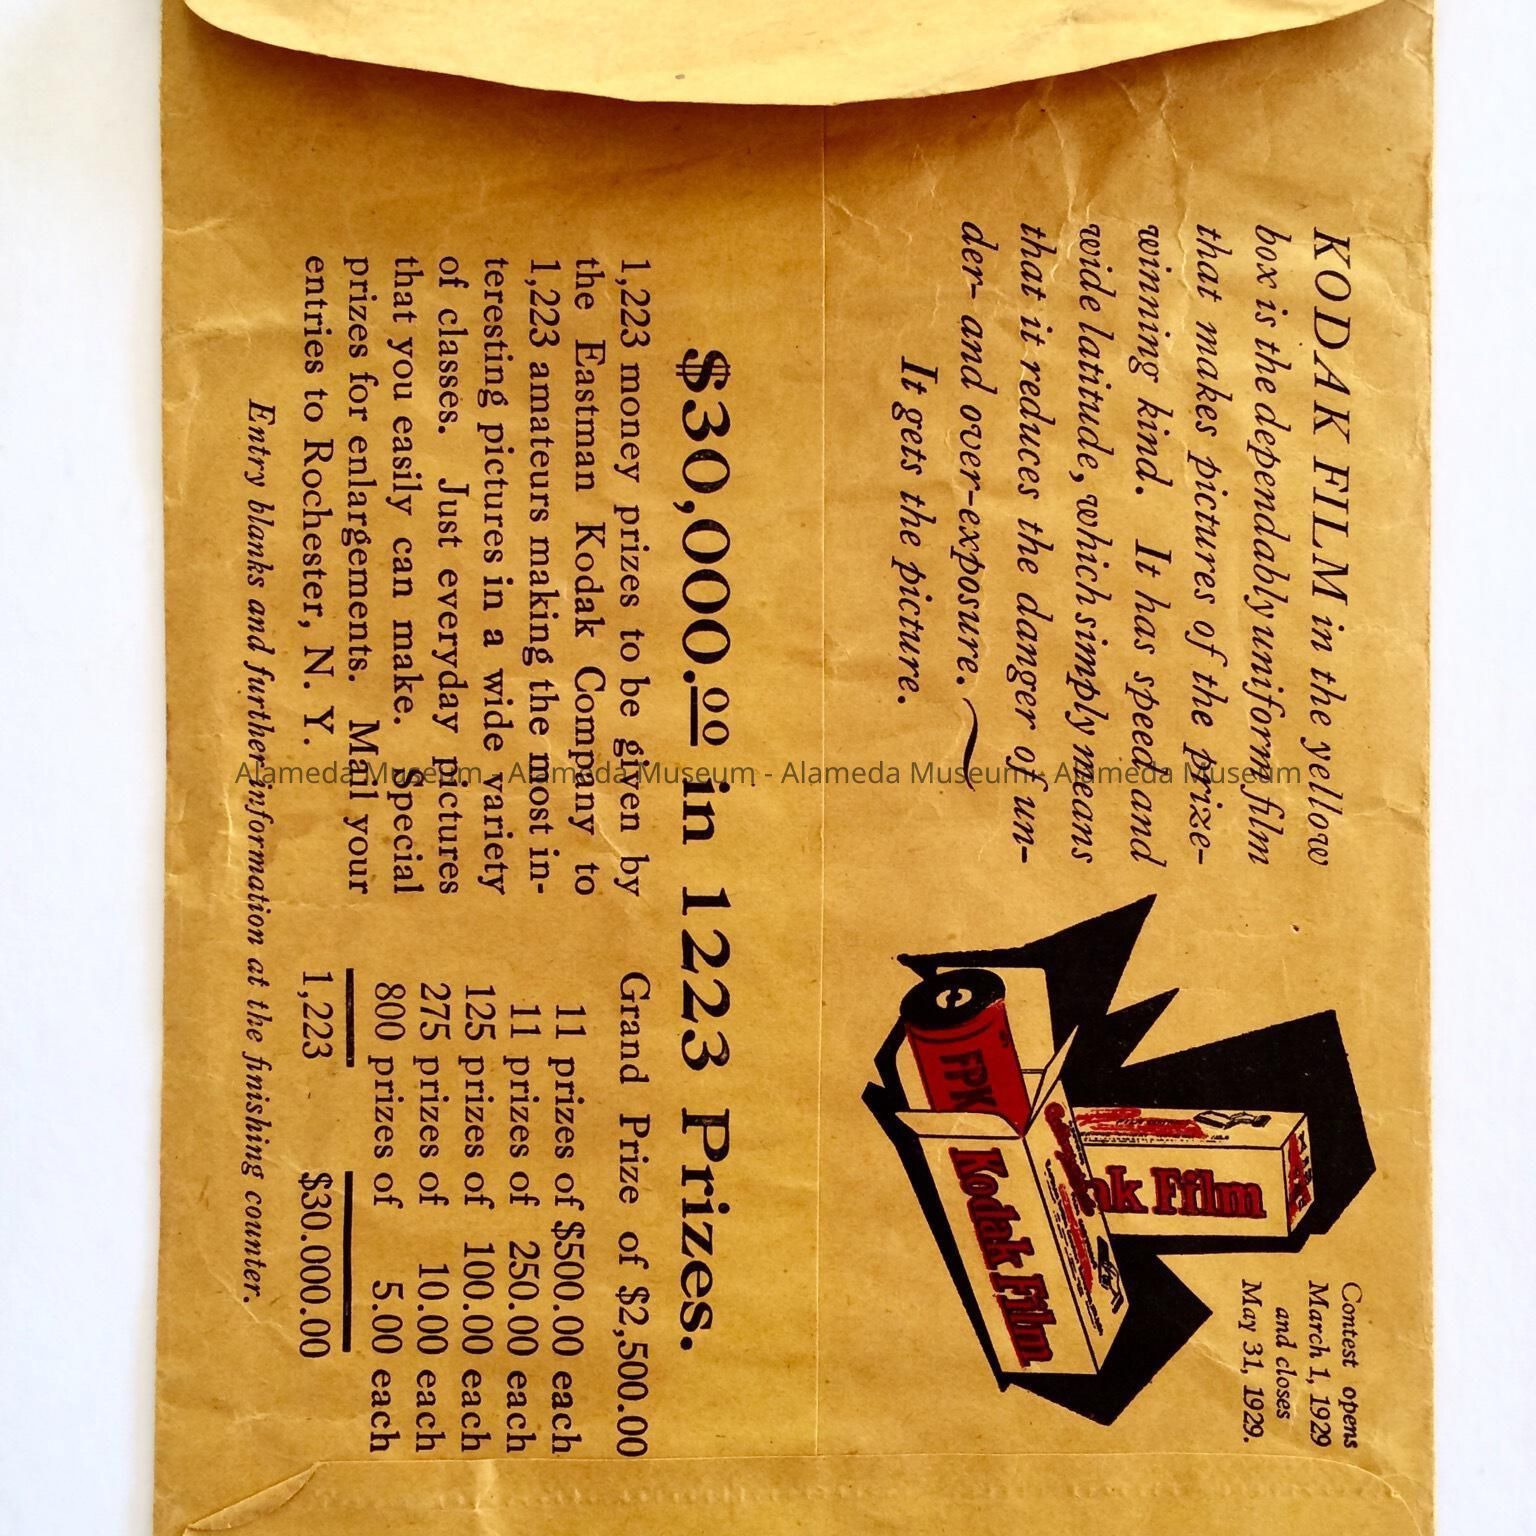 KODAK FILM in the yellow
box is the dependably uniform film
that makes pictures of the prize-
winning kind. It has speed and
wide latitude, which simply means
that it reduces the danger of un-
der- and over-exposure.
It gets the picture.
Contest opens
March 1, 1929
and closes
May 31, 1929.
ak Film
FPK
Kodak Film
$30,000.00 in 1223 Prizes.
1,223 money prizes to be given by
the Eastman Kodak Company to
1,223 amateurs making the most in-
teresting pictures in a wide variety
of classes. Just everyday pictures
that you easily can make. Special
prizes for enlargements. Mail your
entries to Rochester, N. Y.
Grand Prize of $2,500.00
11 prizes of $500.00 each
11 prizes of 250.00 each
125 prizes of 100.00 each
275 prizes of 10.00 each
800 prizes of 5.00 each
1,223 $30.000.00
Entry blanks and further information at the finishing counter.
Alameda Museum - Alameda Museum - Alameda Museum - Alameda Museum